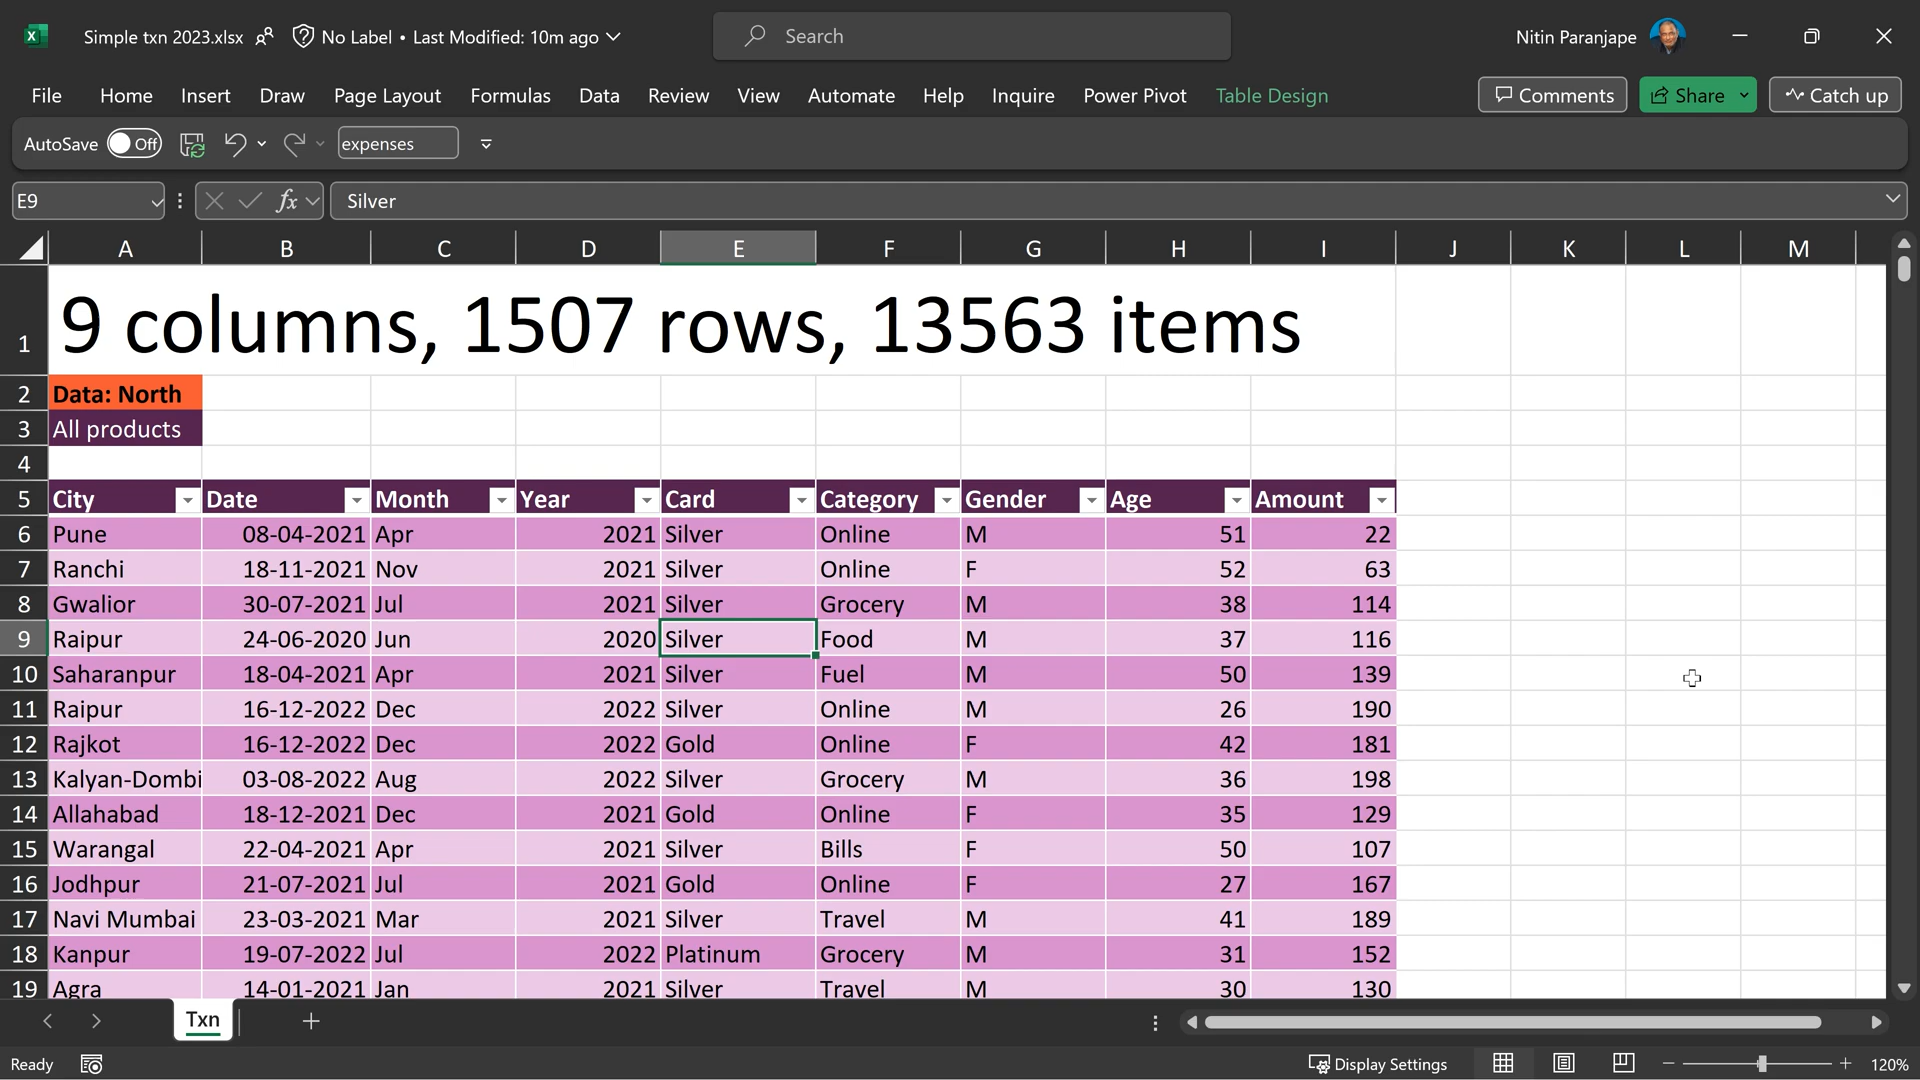 Simple txn 2023.xlsx No Label • Last Modified: 10m ago Search Nitin Paranjape
File Home Insert Draw Page Layout Formulas Data Review View Automate Help Inquire Power Pivot Table Design Comments Share Catch up
AutoSave Off expenses
E9 fx Silver
A B C D E F G H I J K L M
1 9 columns, 1507 rows, 13563 items
2 Data: North
3 All products
4
5 City Date Month Year Card Category Gender Age Amount
6 Pune 08-04-2021 Apr 2021 Silver Online M 51 22
7 Ranchi 18-11-2021 Nov 2021 Silver Online F 52 63
8 Gwalior 30-07-2021 Jul 2021 Silver Grocery M 38 114
9 Raipur 24-06-2020 Jun 2020 Silver Food M 37 116
10 Saharanpur 18-04-2021 Apr 2021 Silver Fuel M 50 139
11 Raipur 16-12-2022 Dec 2022 Silver Online M 26 190
12 Rajkot 16-12-2022 Dec 2022 Gold Online F 42 181
13 Kalyan-Dombi 03-08-2022 Aug 2022 Silver Grocery M 36 198
14 Allahabad 18-12-2021 Dec 2021 Gold Online F 35 129
15 Warangal 22-04-2021 Apr 2021 Silver Bills F 50 107
16 Jodhpur 21-07-2021 Jul 2021 Gold Online F 27 167
17 Navi Mumbai 23-03-2021 Mar 2021 Silver Travel M 41 189
18 Kanpur 19-07-2022 Jul 2022 Platinum Grocery M 31 152
19 Agra 14-01-2021 Jan 2021 Silver Travel M 30 130
Txn
Ready Display Settings 120%